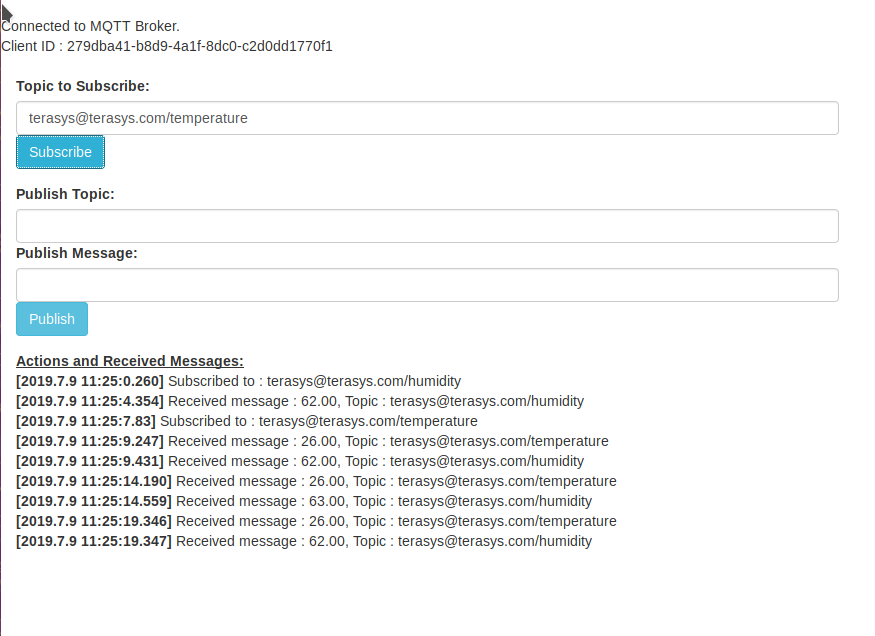 Connected to MQTT Broker.
Client ID : 279dba41-b8d9-4a1f-8dc0-c2d0dd1770f1
Topic to Subscribe:
terasys@terasys.com/temperature
Subscribe
Publish Topic:
Publish Message:
Publish
Actions and Received Messages:
[2019.7.9 11:25:0.260] Subscribed to : terasys@terasys.com/humidity
[2019.7.9 11:25:4.354] Received message : 62.00, Topic : terasys@terasys.com/humidity
[2019.7.9 11:25:7.83] Subscribed to : terasys@terasys.com/temperature
[2019.7.9 11:25:9.247] Received message : 26.00, Topic : terasys@terasys.com/temperature
[2019.7.9 11:25:9.431] Received message : 62.00, Topic : terasys@terasys.com/humidity
[2019.7.9 11:25:14.190] Received message : 26.00, Topic : terasys@terasys.com/temperature
[2019.7.9 11:25:14.559] Received message : 63.00, Topic : terasys@terasys.com/humidity
[2019.7.9 11:25:19.346] Received message : 26.00, Topic : terasys@terasys.com/temperature
[2019.7.9 11:25:19.347] Received message : 62.00, Topic : terasys@terasys.com/humidity